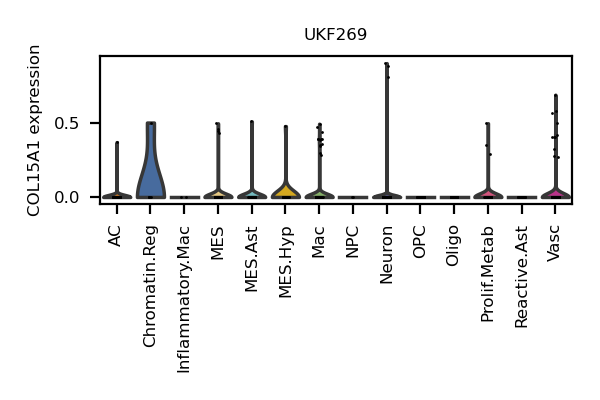 UKF269
COL15A1 expression
0.5
0.0
AC
Chromatin.Reg
Inflammatory.Mac
MES
MES.Ast
MES.Hyp
Mac
NPC
Neuron
OPC
Oligo
Prolif.Metab
Reactive.Ast
Vasc